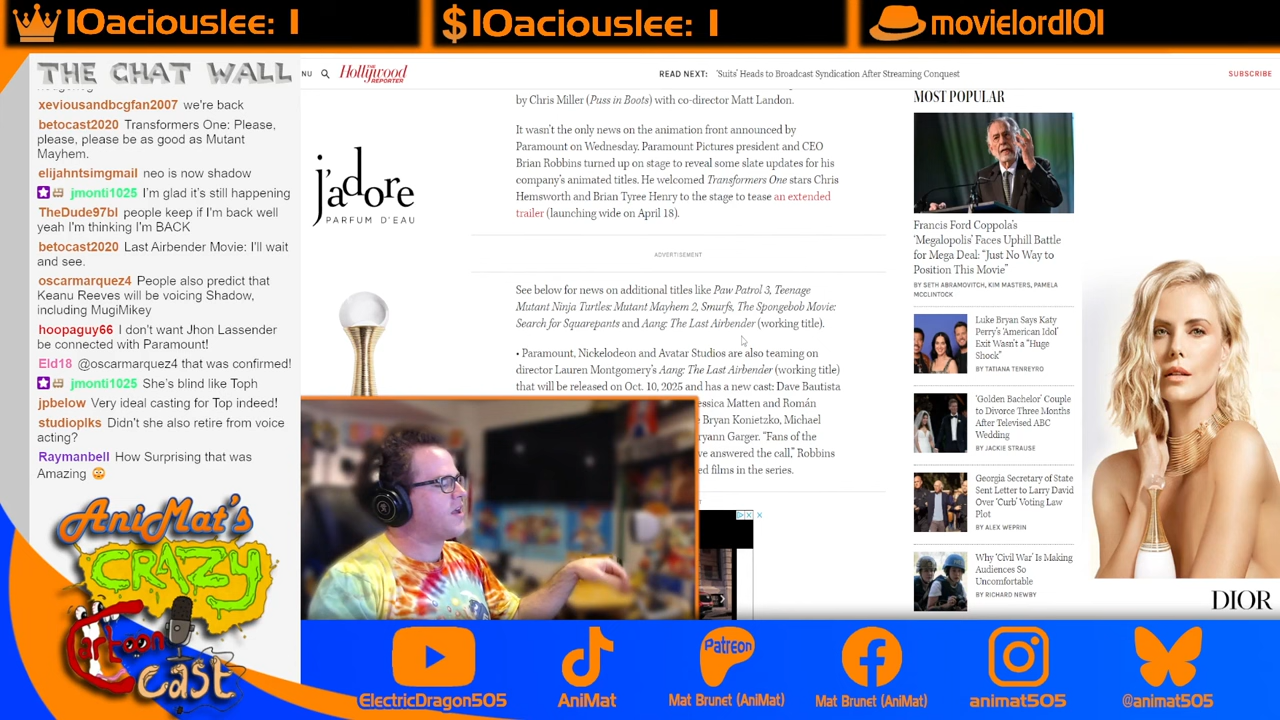 10aciouslee: 1
$10aciouslee: 1
movielord101
THE CHAT WALL
xeviousandbcgfan2007 we're back
betocast2020 Transformers One: Please,
please, please be as good as Mutant
Mayhem.
elijahntsimgmail neo is now shadow
jmonti1025 I'm glad it's still happening
TheDude97bl people keep if I'm back well
yeah I'm thinking I'm BACK
betocast2020 Last Airbender Movie: I'll wait
and see.
oscarmarquez4 People also predict that
Keanu Reeves will be voicing Shadow,
including MugiMikey
hoopaguy66 I don't want Jhon Lassender
be connected with Paramount!
Eld18 @oscarmarquez4 that was confirmed!
jmonti1025 She's blind like Toph
jpbelow Very ideal casting for Top indeed!
studioplks Didn't she also retire from voice
acting?
Raymanbell How Surprising that was
Amazing
AniMat's
CRAZY
Cartoon
Cast
NU
THE
Hollywood
REPORTER
READ NEXT: 'Suits' Heads to Broadcast Syndication After Streaming Conquest
SUBSCRIBE
j'adore
PARFUM D'EAU
by Chris Miller (Puss in Boots) with co-director Matt Landon.
It wasn't the only news on the animation front announced by
Paramount on Wednesday. Paramount Pictures president and CEO
Brian Robbins turned up on stage to reveal some slate updates for his
company's animated titles. He welcomed Transformers One stars Chris
Hemsworth and Brian Tyree Henry to the stage to tease an extended
trailer (launching wide on April 18).
ADVERTISEMENT
See below for news on additional titles like Paw Patrol 3, Teenage
Mutant Ninja Turtles: Mutant Mayhem 2, Smurfs, The Spongebob Movie:
Search for Squarepants and Aang: The Last Airbender (working title).
• Paramount, Nickelodeon and Avatar Studios are also teaming on
director Lauren Montgomery's Aang: The Last Airbender (working title)
that will be released on Oct. 10, 2025 and has a new cast: Dave Bautista
essica Matten and Román
Bryan Konietzko, Michael
ryann Garger. "Fans of the
ve answered the call," Robbins
ed films in the series.
MOST POPULAR
Francis Ford Coppola's
'Megalopolis' Faces Uphill Battle
for Mega Deal: "Just No Way to
Position This Movie"
BY SETH ABRAMOVITCH, KIM MASTERS, PAMELA
MCCLINTOCK
Luke Bryan Says Katy
Perry's 'American Idol'
Exit Wasn't a "Huge
Shock"
BY TATIANA TENREYRO
'Golden Bachelor' Couple
to Divorce Three Months
After Televised ABC
Wedding
BY JACKIE STRAUSE
Georgia Secretary of State
Sent Letter to Larry David
Over 'Curb' Voting Law
Plot
BY ALEX WEPRIN
Why 'Civil War' Is Making
Audiences So
Uncomfortable
BY RICHARD NEWBY
DIOR
Patreon
ElectricDragon505
AniMat
Mat Brunet (AniMat)
Mat Brunet (AniMat)
animat505
@animat505